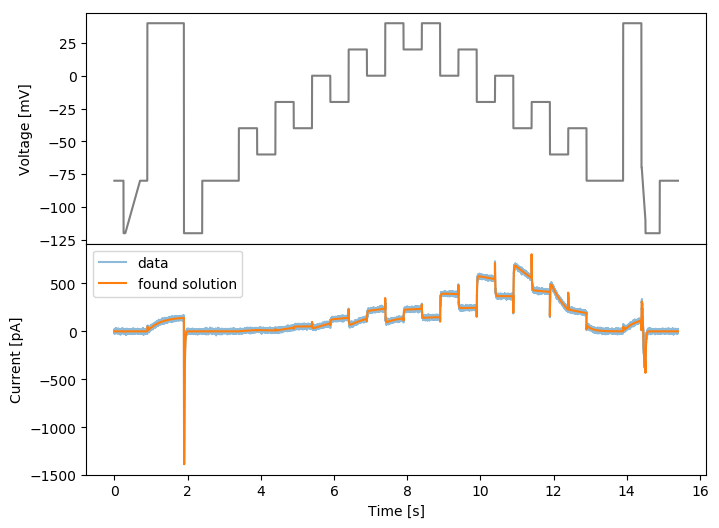 Voltage [mV]
25
0
−25
−50
−75
−100
−125
data
found solution
Current [pA]
500
0
−500
−1000
−1500
0 2 4 6 8 10 12 14 16
Time [s]